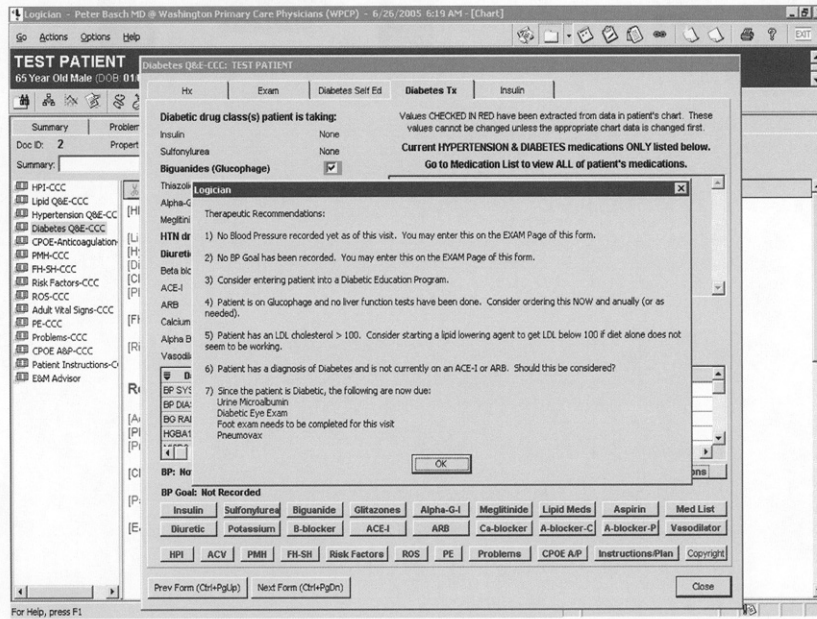 Logician - Peter Basch MD @ Washington Primary Care Physicians (WPCP) - 6/26/2005 6:19 AM - [Chart]
Go Actions Options Help
EXIT
TEST PATIENT
65 Year Old Male (DOB: 01/
Summary
Doc ID: 2
Summary:
HPI-CCC
Lipid Q&E-CCC
Hypertension Q&E-CC
Diabetes Q&E-CCC
CPOE-Anticoagulation-
PMH-CCC
FH-SH-CCC
Risk Factors-CCC
ROS-CCC
Adult Vital Signs-CCC
PE-CCC
Problems-CCC
CPOE A&P-CCC
Patient Instructions-C
E&M Advisor
Diabetes Q&E-CCC: TEST PATIENT
Hx Exam Diabetes Self Ed Diabetes Tx Insulin
Diabetic drug class(s) patient is taking:
Insulin None
Sulfonylurea None
Biguanides (Glucophage)
Values CHECKED IN RED have been extracted from data in patient's chart. These
values cannot be changed unless the appropriate chart data is changed first.
Current HYPERTENSION & DIABETES medications ONLY listed below.
Go to Medication List to view ALL of patient's medications.
Thiazoli
Alpha-G
Meglitini
HTN dr
Diureti
Beta blo
ACE-I
ARB
Calcium
Alpha B
Vasodil
BP SYS
BP DIA
BG RA
HGBA1
Logician
Therapeutic Recommendations:
1) No Blood Pressure recorded yet as of this visit. You may enter this on the EXAM Page of this form.
2) No BP Goal has been recorded. You may enter this on the EXAM Page of this form.
3) Consider entering patient into a Diabetic Education Program.
4) Patient is on Glucophage and no liver function tests have been done. Consider ordering this NOW and anually (or as
needed).
5) Patient has an LDL cholesterol > 100. Consider starting a lipid lowering agent to get LDL below 100 if diet alone does not
seem to be working.
6) Patient has a diagnosis of Diabetes and is not currently on an ACE-I or ARB. Should this be considered?
7) Since the patient is Diabetic, the following are now due:
Urine Microalbumin
Diabetic Eye Exam
Foot exam needs to be completed for this visit
Pneumovax
OK
BP: No
BP Goal: Not Recorded
Insulin Sulfonylurea Biguanide Glitazones Alpha-G-I Meglitinide Lipid Meds Aspirin Med List
Diuretic Potassium B-blocker ACE-I ARB Ca-blocker A-blocker-C A-blocker-P Vasodilator
HPI ACV PMH FH-SH Risk Factors ROS PE Problems CPOE A/P Instructions/Plan Copyright
Prev Form (Ctrl+PgUp) Next Form (Ctrl+PgDn) Close
For Help, press F1